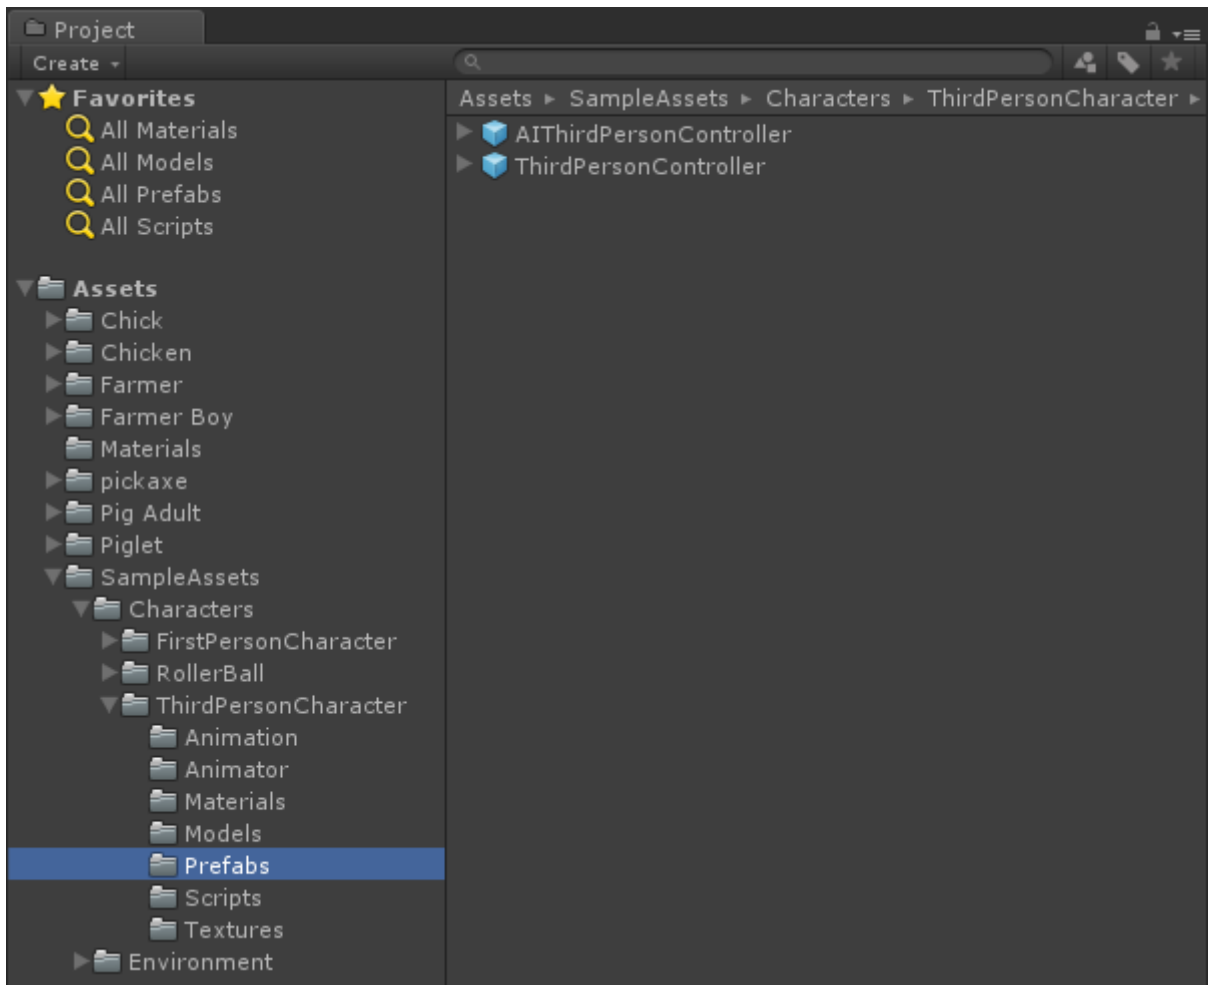 Project
Create
Favorites
All Materials
All Models
All Prefabs
All Scripts
Assets
Chick
Chicken
Farmer
Farmer Boy
Materials
pickaxe
Pig Adult
Piglet
SampleAssets
Characters
FirstPersonCharacter
RollerBall
ThirdPersonCharacter
Animation
Animator
Materials
Models
Prefabs
Scripts
Textures
Environment
Assets ▸ SampleAssets ▸ Characters ▸ ThirdPersonCharacter ▸
AIThirdPersonController
ThirdPersonController